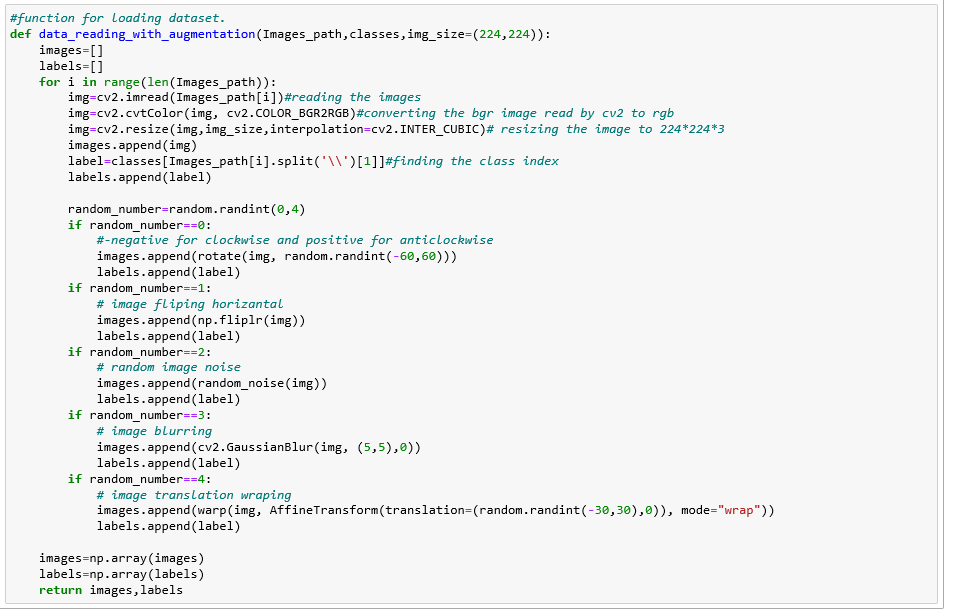 #function for loading dataset.
def data_reading_with_augmentation(Images_path,classes,img_size=(224,224)):
    images=[]
    labels=[]
    for i in range(len(Images_path)):
        img=cv2.imread(Images_path[i])#reading the images
        img=cv2.cvtColor(img, cv2.COLOR_BGR2RGB)#converting the bgr image read by cv2 to rgb
        img=cv2.resize(img,img_size,interpolation=cv2.INTER_CUBIC)# resizing the image to 224*224*3
        images.append(img)
        label=classes[Images_path[i].split('\\')[1]]#finding the class index
        labels.append(label)

        random_number=random.randint(0,4)
        if random_number==0:
            #-negative for clockwise and positive for anticlockwise
            images.append(rotate(img, random.randint(-60,60)))
            labels.append(label)
        if random_number==1:
            # image fliping horizantal
            images.append(np.fliplr(img))
            labels.append(label)
        if random_number==2:
            # random image noise
            images.append(random_noise(img))
            labels.append(label)
        if random_number==3:
            # image blurring
            images.append(cv2.GaussianBlur(img, (5,5),0))
            labels.append(label)
        if random_number==4:
            # image translation wraping
            images.append(warp(img, AffineTransform(translation=(random.randint(-30,30),0)), mode="wrap"))
            labels.append(label)

    images=np.array(images)
    labels=np.array(labels)
    return images,labels